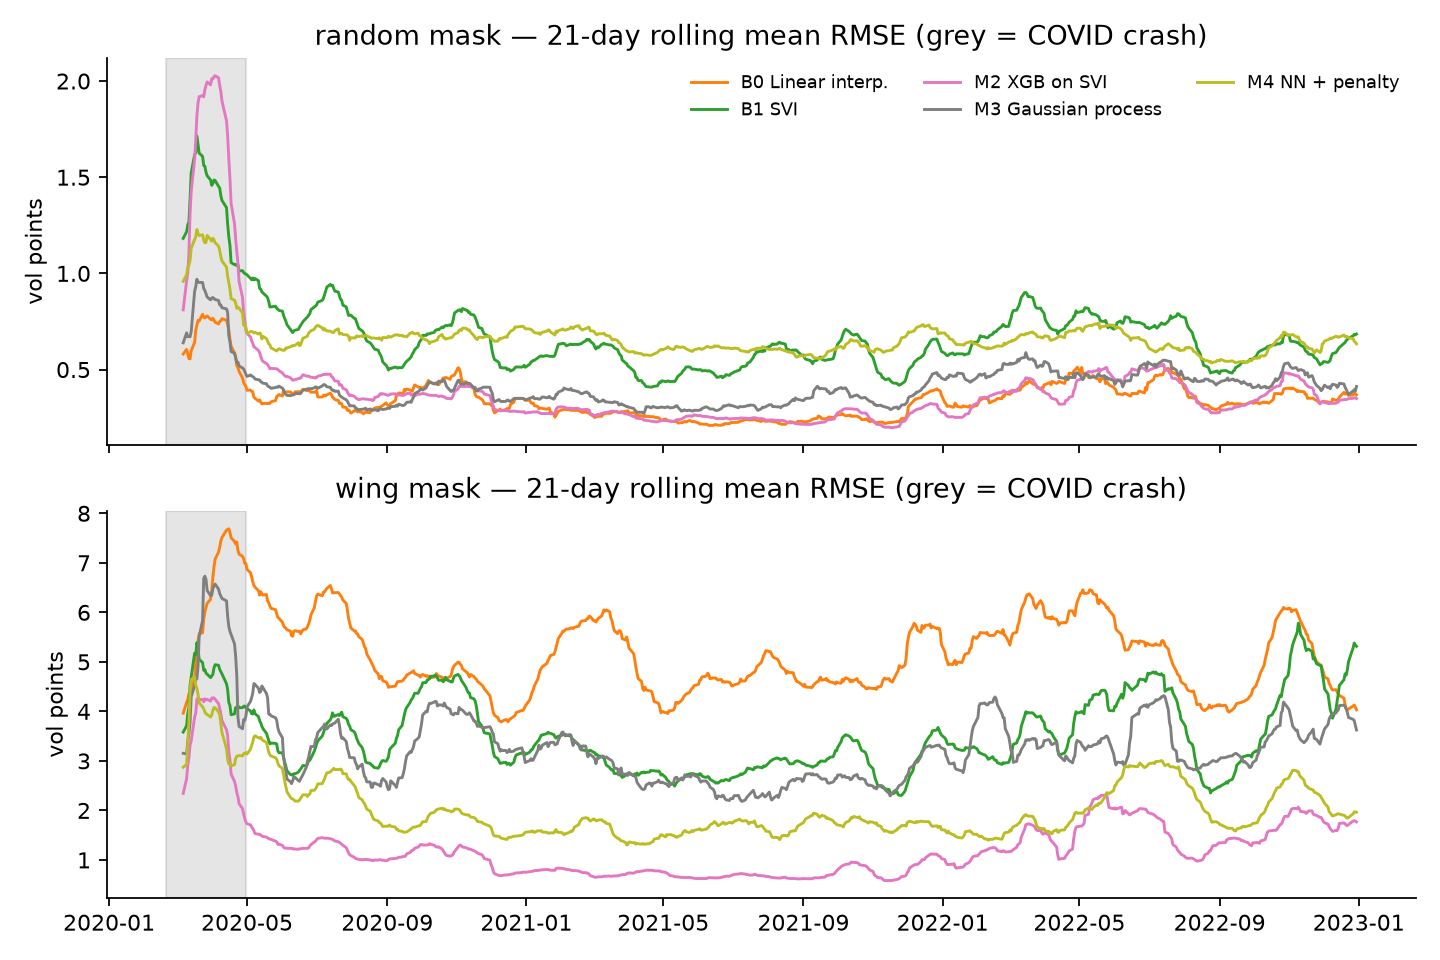 random mask — 21-day rolling mean RMSE (grey = COVID crash)
B0 Linear interp.
B1 SVI
M2 XGB on SVI
M3 Gaussian process
M4 NN + penalty
vol points
2.0
1.5
1.0
0.5
wing mask — 21-day rolling mean RMSE (grey = COVID crash)
vol points
8
7
6
5
4
3
2
1
2020-01 2020-05 2020-09 2021-01 2021-05 2021-09 2022-01 2022-05 2022-09 2023-01